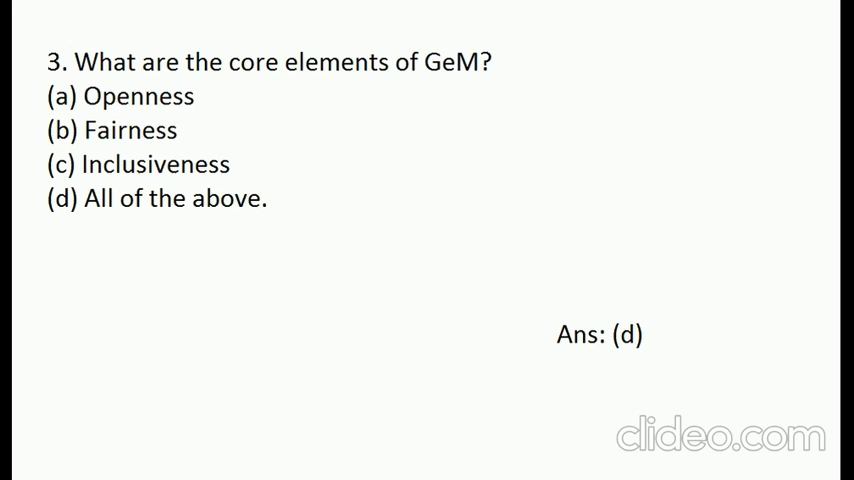 3. What are the core elements of GeM?
(a) Openness
(b) Fairness
(c) Inclusiveness
(d) All of the above.
Ans: (d)
clideo.com